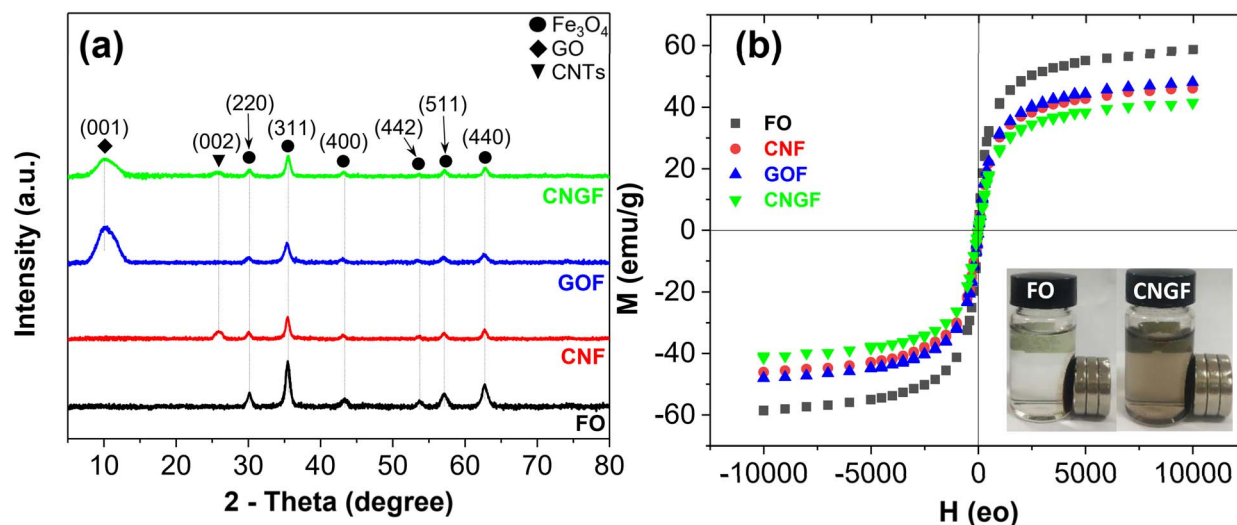 (a)
● Fe₃O₄
◆ GO
▼ CNTs
(001)
(002)
(220)
(311)
(400)
(442)
(511)
(440)
CNGF
GOF
CNF
FO
Intensity (a.u.)
10 20 30 40 50 60 70 80
2 - Theta (degree)
(b)
60
40
20
0
-20
-40
-60
M (emu/g)
FO
CNF
GOF
CNGF
FO
CNGF
-10000 -5000 0 5000 10000
H (eo)